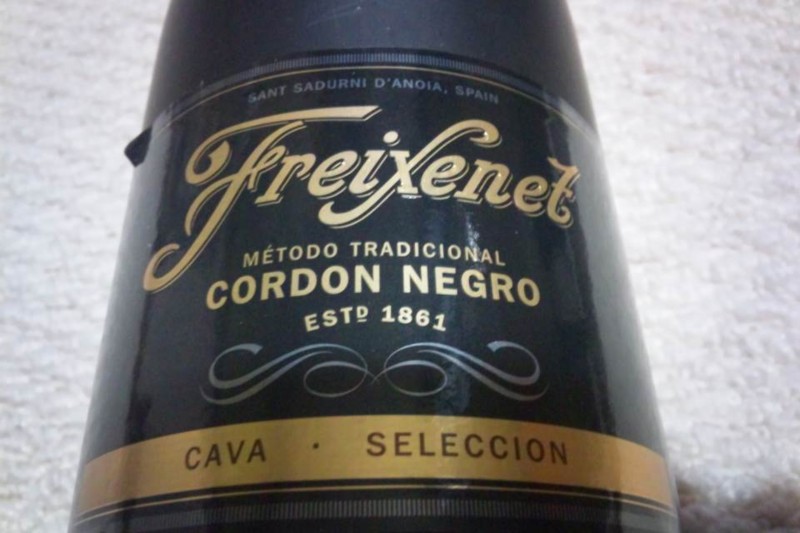 SANT SADURNI D'ANOIA, SPAIN
Freixenet
MÉTODO TRADICIONAL
CORDON NEGRO
ESTD 1861
CAVA · SELECCION